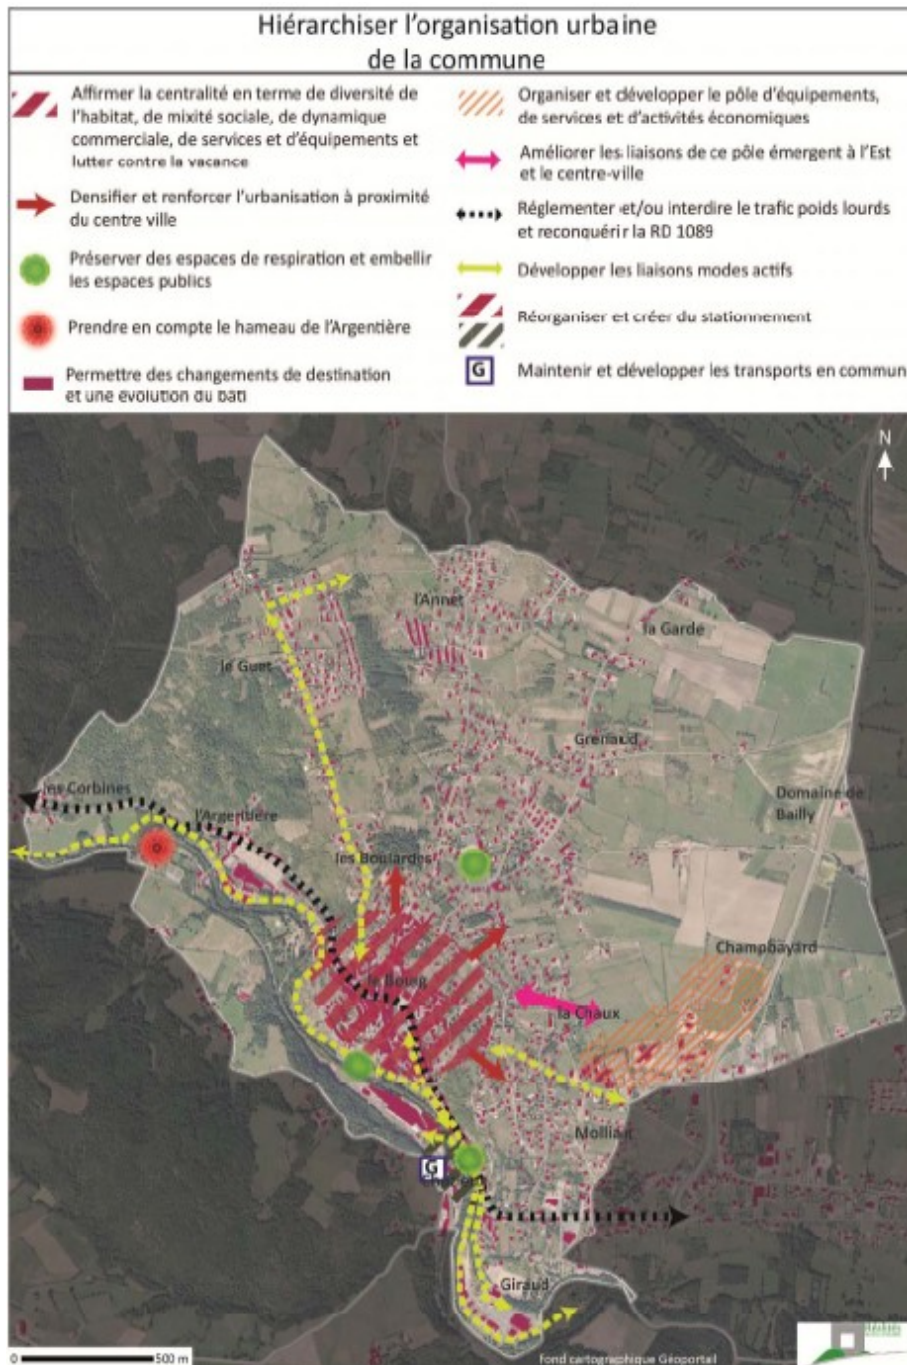 Hiérarchiser l'organisation urbaine
de la commune
Affirmer la centralité en terme de diversité de
l'habitat, de mixité sociale, de dynamique
commerciale, de services et d'équipements et
lutter contre la vacance
Densifier et renforcer l'urbanisation à proximité
du centre ville
Préserver des espaces de respiration et embellir
les espaces publics
Prendre en compte le hameau de l'Argentière
Permettre des changements de destination
et une évolution du bâti
Organiser et développer le pôle d'équipements,
de services et d'activités économiques
Améliorer les liaisons de ce pôle émergent à l'Est
et le centre-ville
Réglementer et/ou interdire le trafic poids lourds
et reconquérir la RD 1089
Développer les liaisons modes actifs
Réorganiser et créer du stationnement
G
Maintenir et développer les transports en commun
N
l'Annet
la Garde
le Guet
Grenaud
les Corbines
Domaine de
Bailly
l'Argentière
les Boulardes
Champbayard
le Bourg
la Chaux
Molliart
G
Giraud
0
500 m
fond cartographique Géoportail